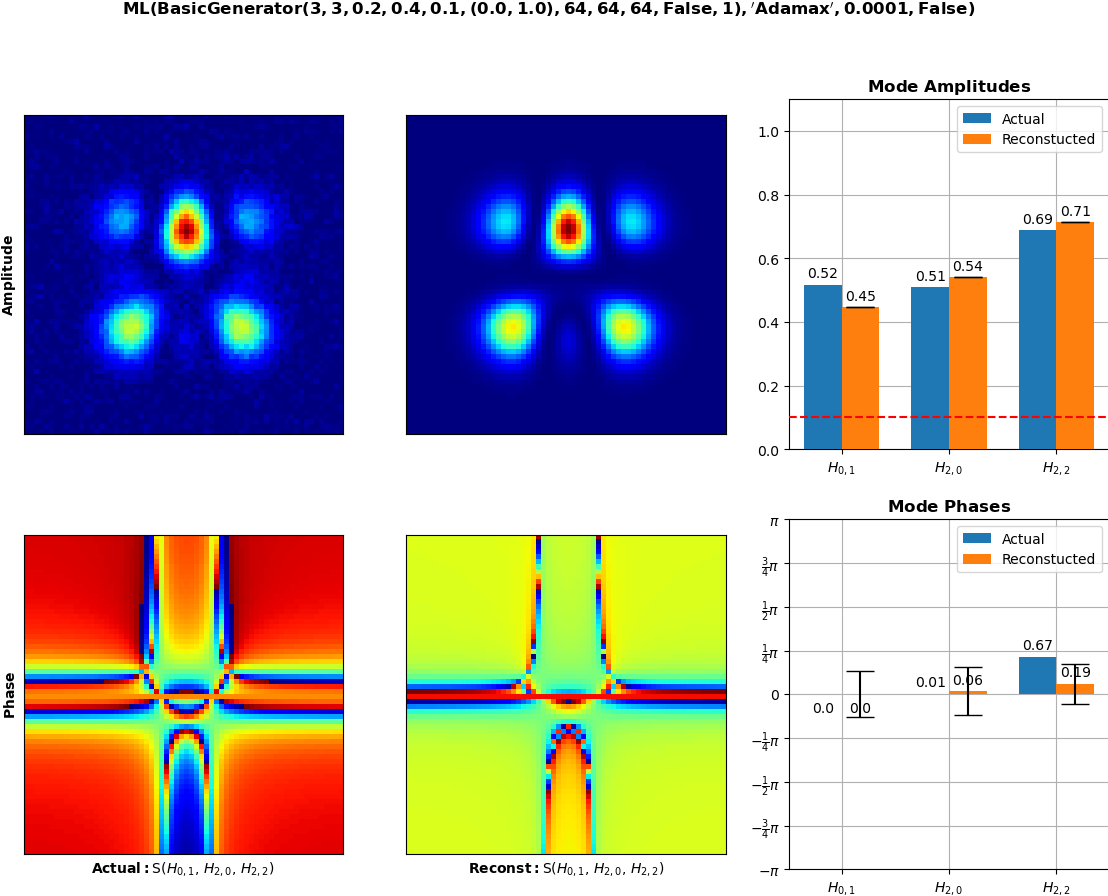 ML(BasicGenerator(3, 3, 0.2, 0.4, 0.1, (0.0, 1.0), 64, 64, 64, False, 1), ′Adamax′, 0.0001, False)
Amplitude
Mode Amplitudes
Actual
Reconstucted
1.0
0.8
0.6
0.4
0.2
0.0
0.52
0.45
0.51
0.54
0.69
0.71
H0, 1
H2, 0
H2, 2
Phase
Actual: S(H0, 1, H2, 0, H2, 2)
Reconst: S(H0, 1, H2, 0, H2, 2)
Mode Phases
Actual
Reconstucted
π
3/4π
1/2π
1/4π
0
−1/4π
−1/2π
−3/4π
−π
0.0
0.0
0.01
0.06
0.67
0.19
H0, 1
H2, 0
H2, 2